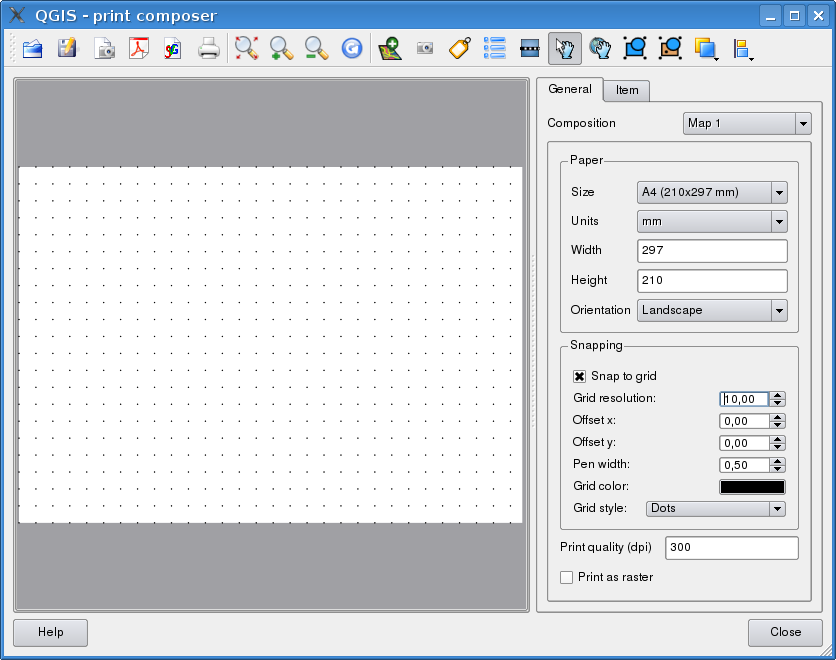 QGIS - print composer
General Item
Composition Map 1
Paper
Size A4 (210x297 mm)
Units mm
Width 297
Height 210
Orientation Landscape
Snapping
Snap to grid
Grid resolution: 10,00
Offset x: 0,00
Offset y: 0,00
Pen width: 0,50
Grid color:
Grid style: Dots
Print quality (dpi) 300
Print as raster
Help Close